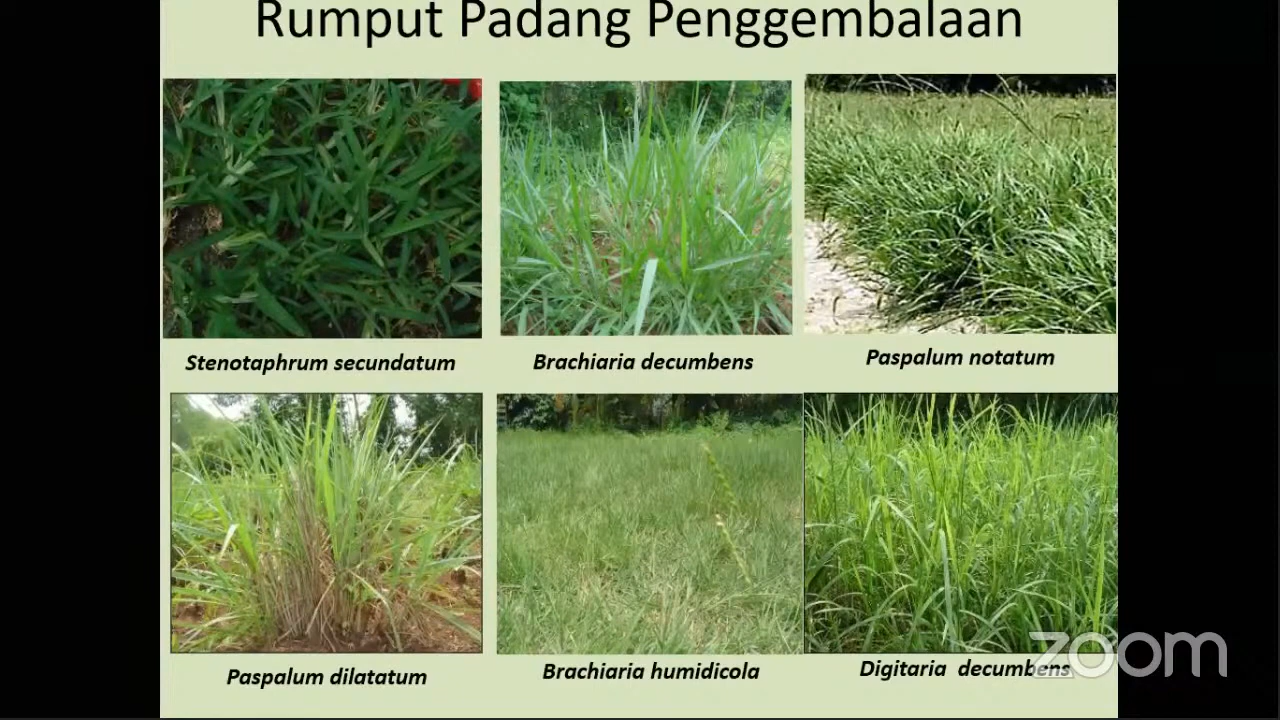 Rumput Padang Penggembalaan
Stenotaphrum secundatum
Brachiaria decumbens
Paspalum notatum
Paspalum dilatatum
Brachiaria humidicola
Digitaria decumbens
zoom